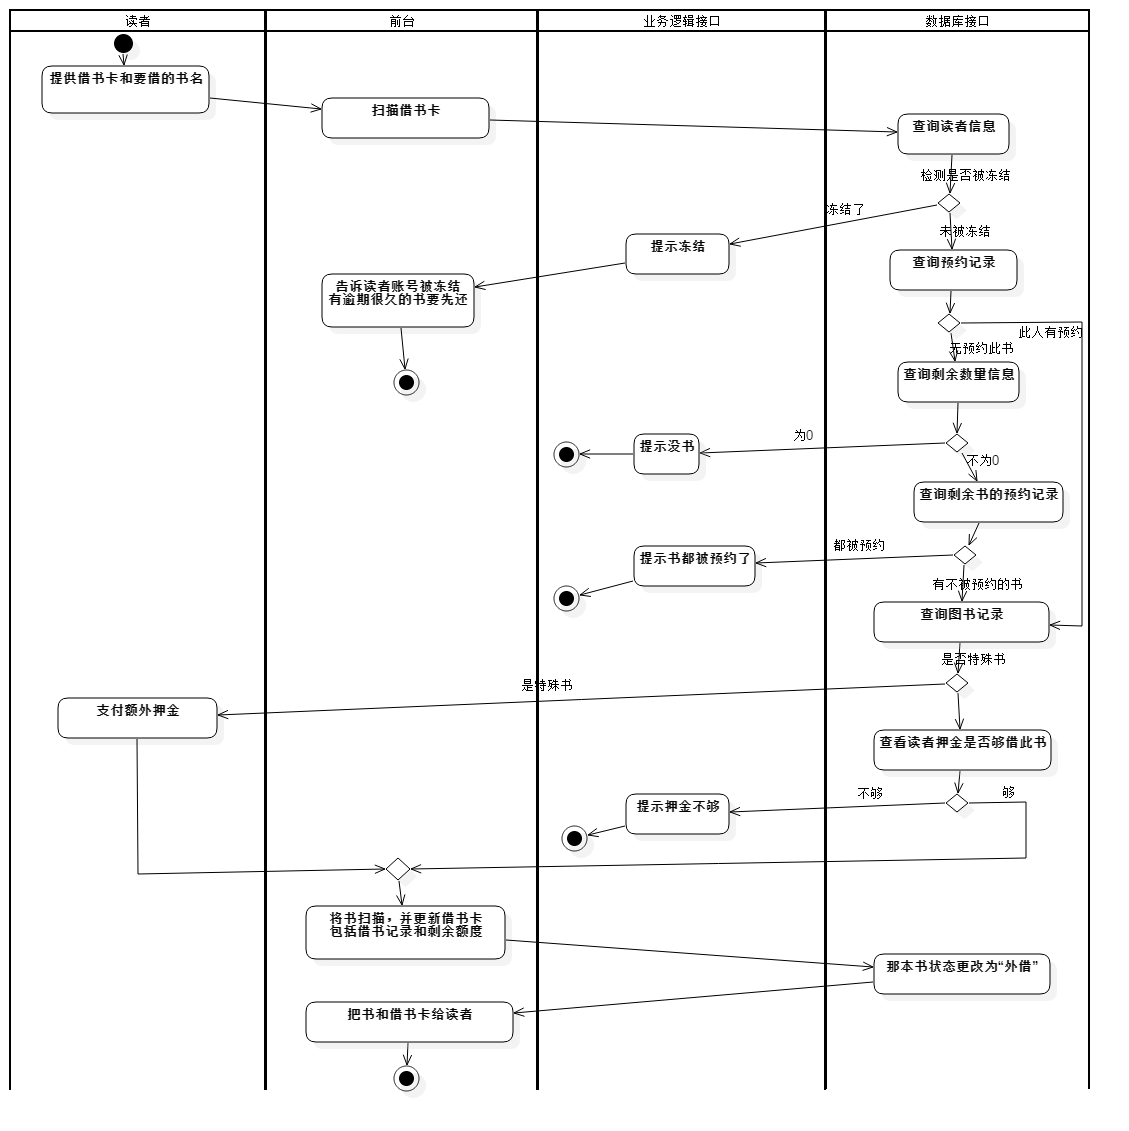 读者
前台
业务逻辑接口
数据库接口
提供借书卡和要借的书名
扫描借书卡
查询读者信息
检测是否被冻结
冻结了
未被冻结
提示冻结
查询预约记录
告诉读者账号被冻结
有逾期很久的书要先还
此人有预约
无预约此书
查询剩余数量信息
为0
提示没书
不为0
查询剩余书的预约记录
都被预约
提示书都被预约了
有不被预约的书
查询图书记录
是否特殊书
是特殊书
支付额外押金
查看读者押金是否够借此书
不够
够
提示押金不够
将书扫描，并更新借书卡
包括借书记录和剩余额度
那本书状态更改为“外借”
把书和借书卡给读者